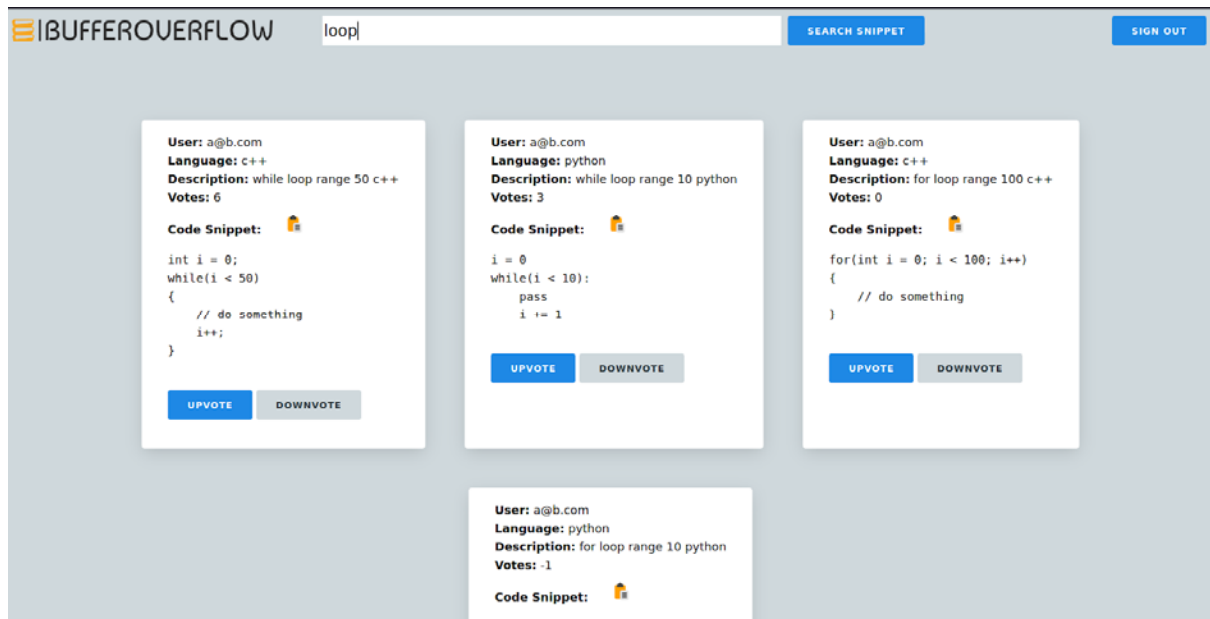 IBUFFEROVERFLOW
loop
SEARCH SNIPPET
SIGN OUT
User: a@b.com
Language: c++
Description: while loop range 50 c++
Votes: 6
Code Snippet:
int i = 0;
while(i < 50)
{
    // do something
    i++;
}
UPVOTE DOWNVOTE
User: a@b.com
Language: python
Description: while loop range 10 python
Votes: 3
Code Snippet:
i = 0
while(i < 10):
    pass
    i += 1
UPVOTE DOWNVOTE
User: a@b.com
Language: c++
Description: for loop range 100 c++
Votes: 0
Code Snippet:
for(int i = 0; i < 100; i++)
{
    // do something
}
UPVOTE DOWNVOTE
User: a@b.com
Language: python
Description: for loop range 10 python
Votes: -1
Code Snippet: